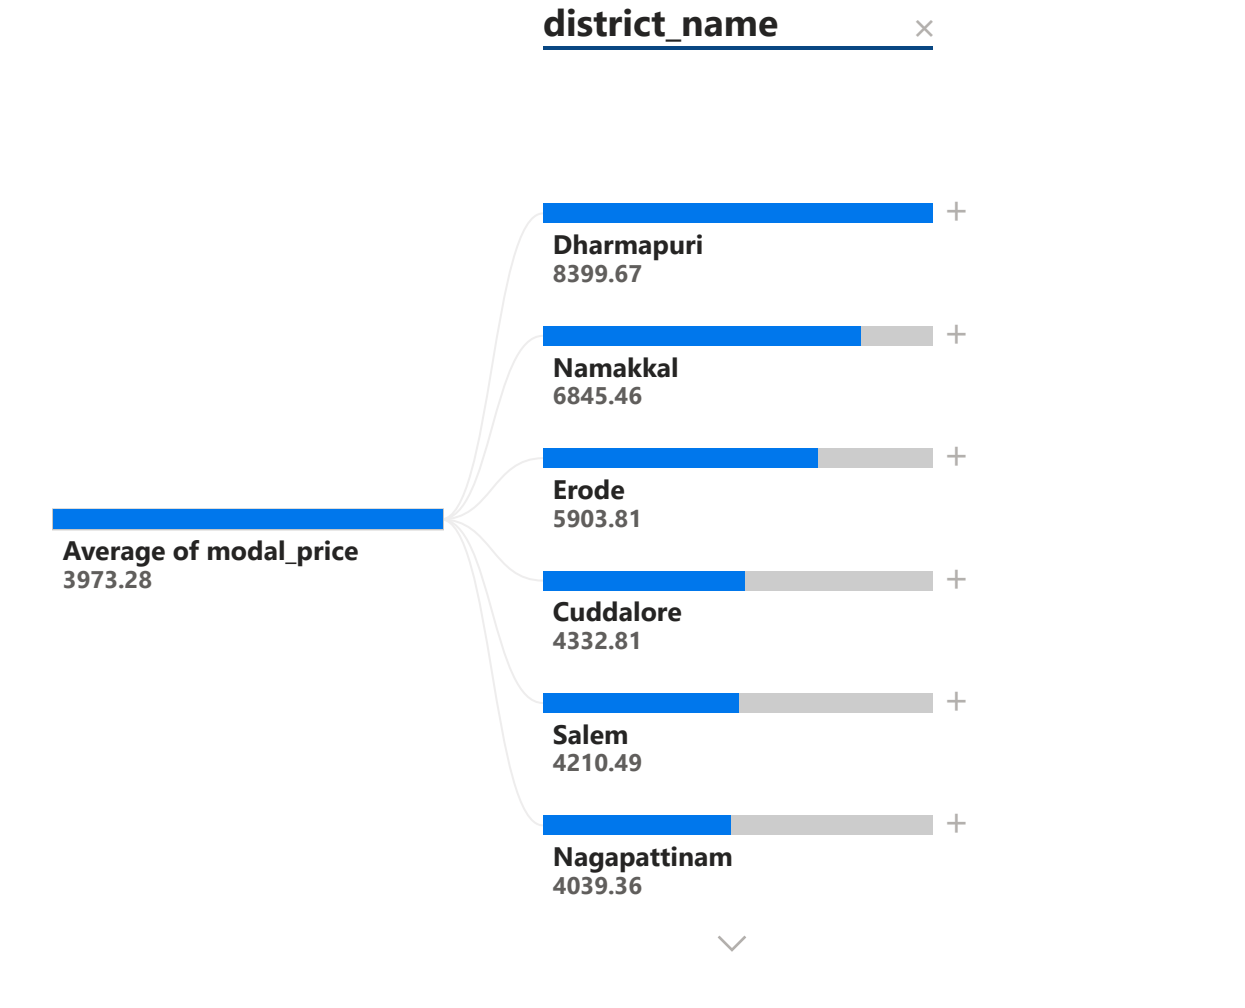 district_name
Dharmapuri
8399.67
Namakkal
6845.46
Erode
5903.81
Average of modal_price
3973.28
Cuddalore
4332.81
Salem
4210.49
Nagapattinam
4039.36